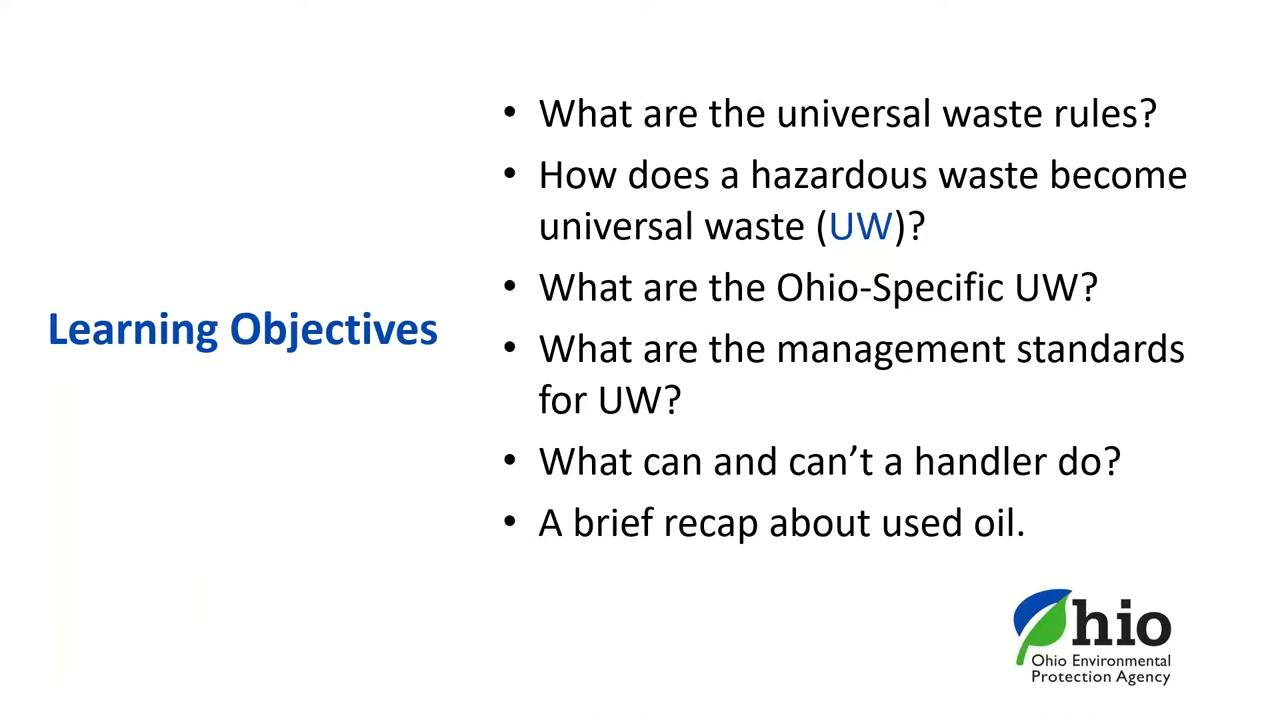 Learning Objectives
• What are the universal waste rules?
• How does a hazardous waste become
universal waste (UW)?
• What are the Ohio-Specific UW?
• What are the management standards
for UW?
• What can and can’t a handler do?
• A brief recap about used oil.
Ohio
Ohio Environmental
Protection Agency